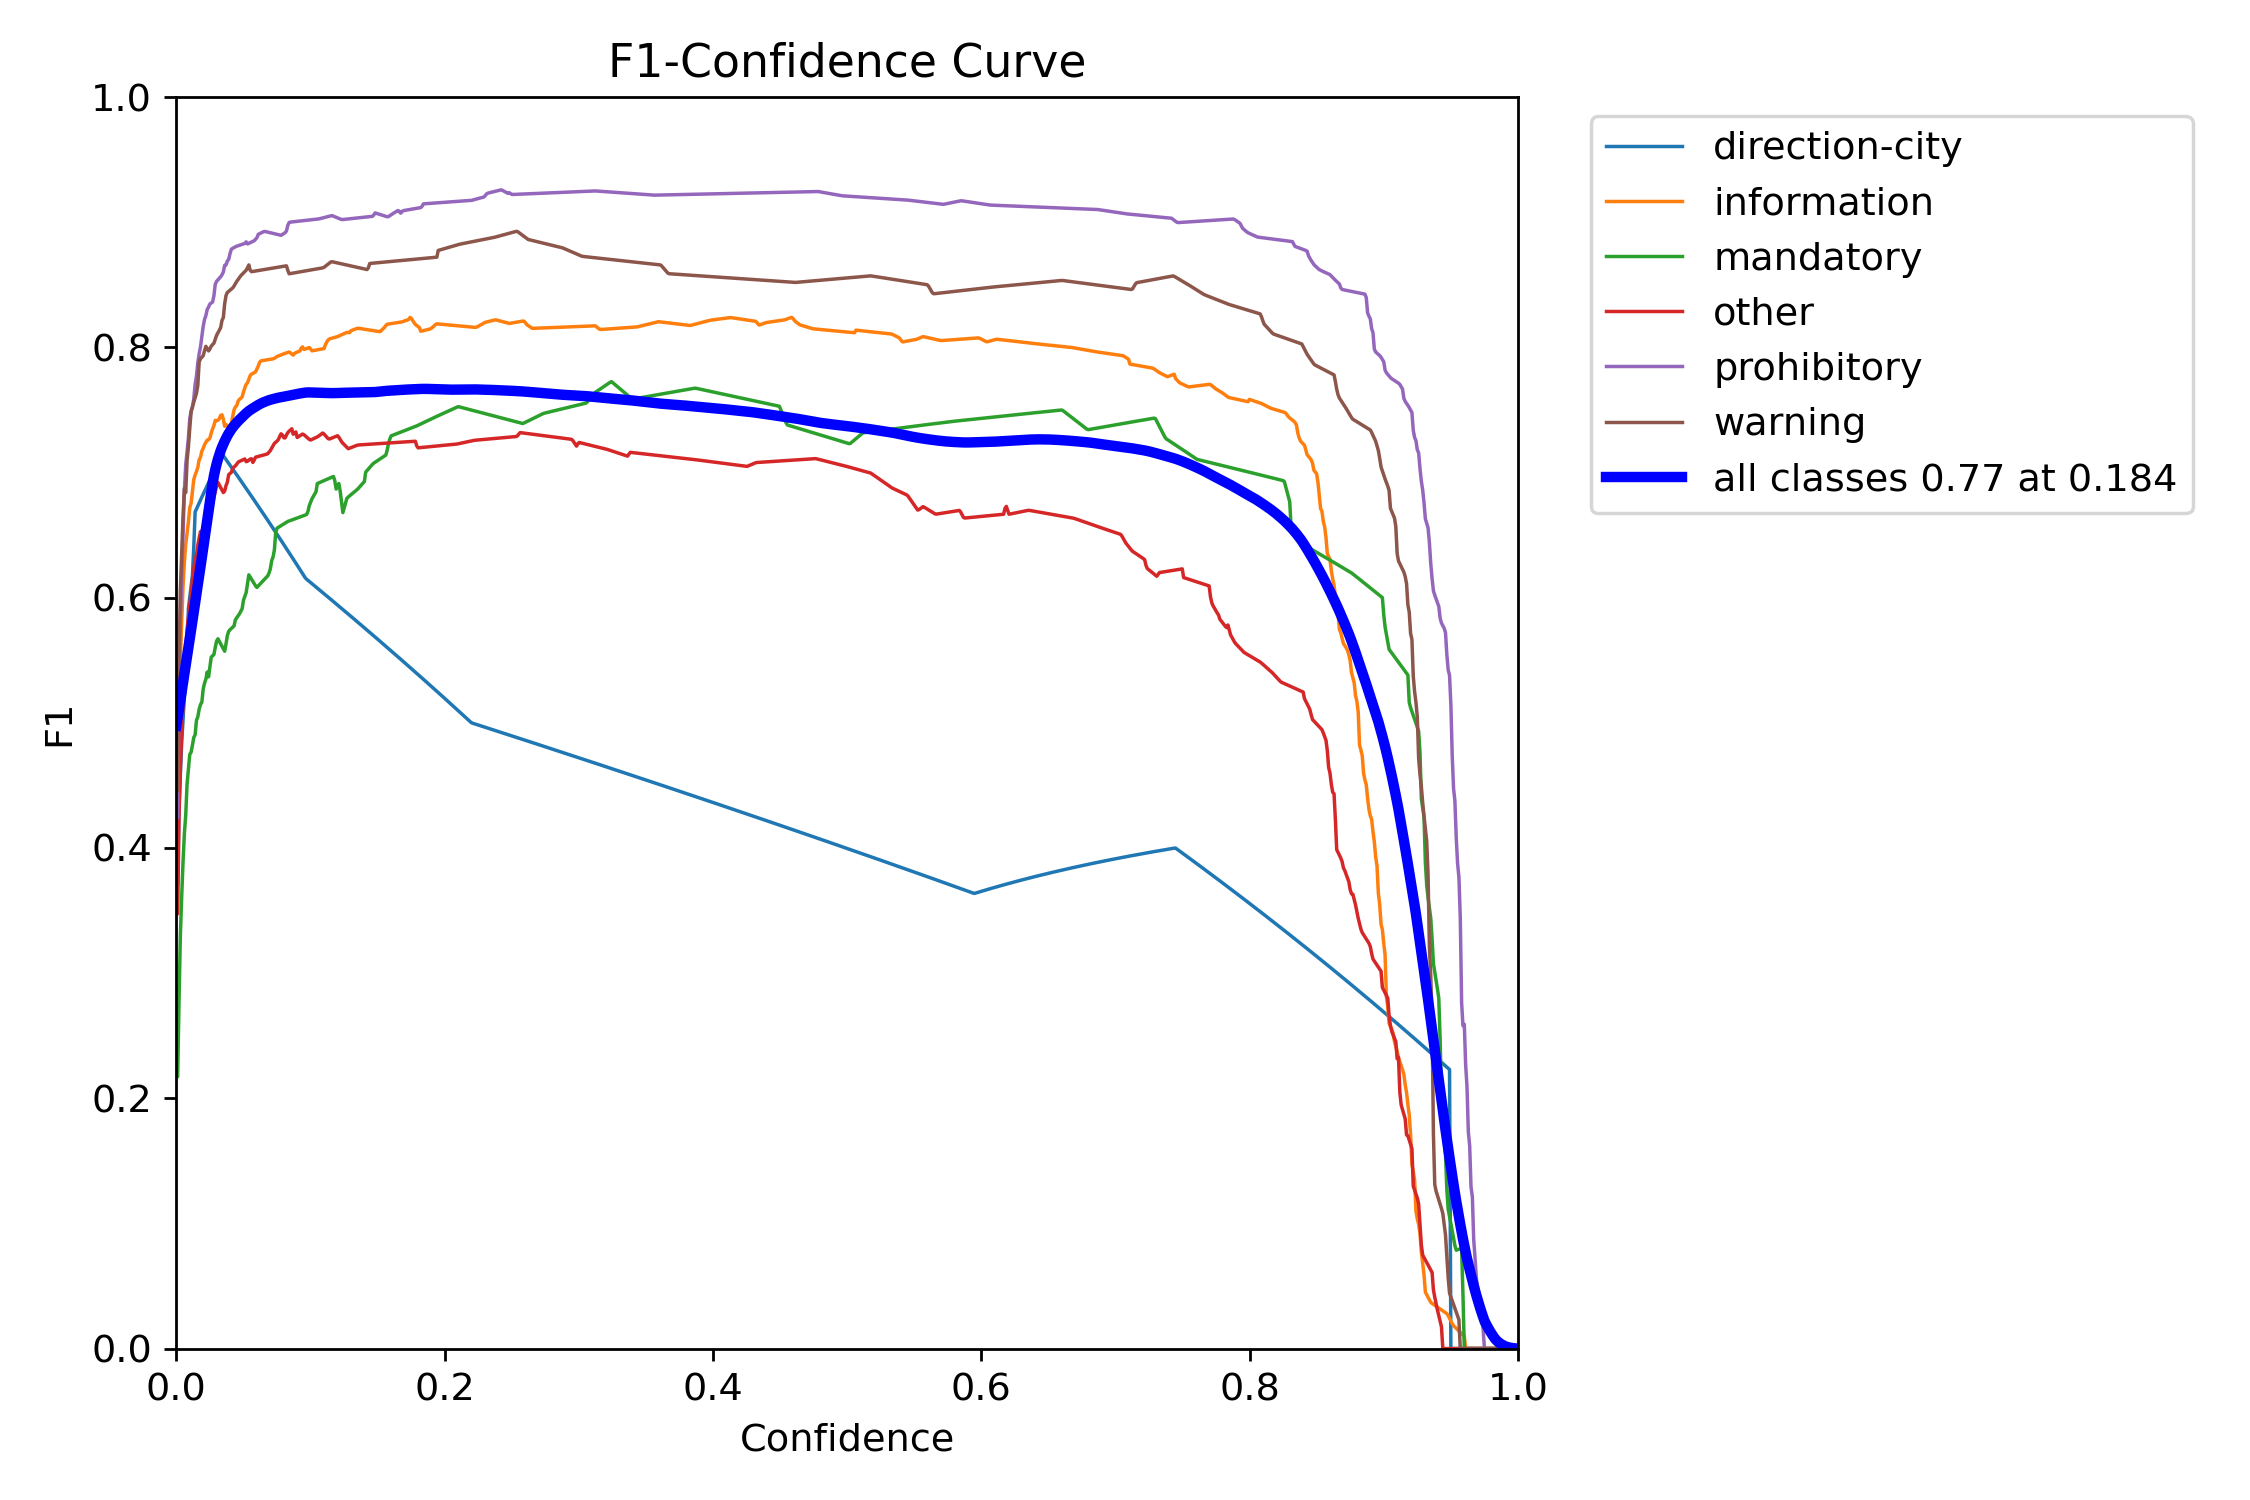 F1-Confidence Curve
1.0
0.8
0.6
0.4
0.2
0.0
F1
0.0 0.2 0.4 0.6 0.8 1.0
Confidence
direction-city
information
mandatory
other
prohibitory
warning
all classes 0.77 at 0.184